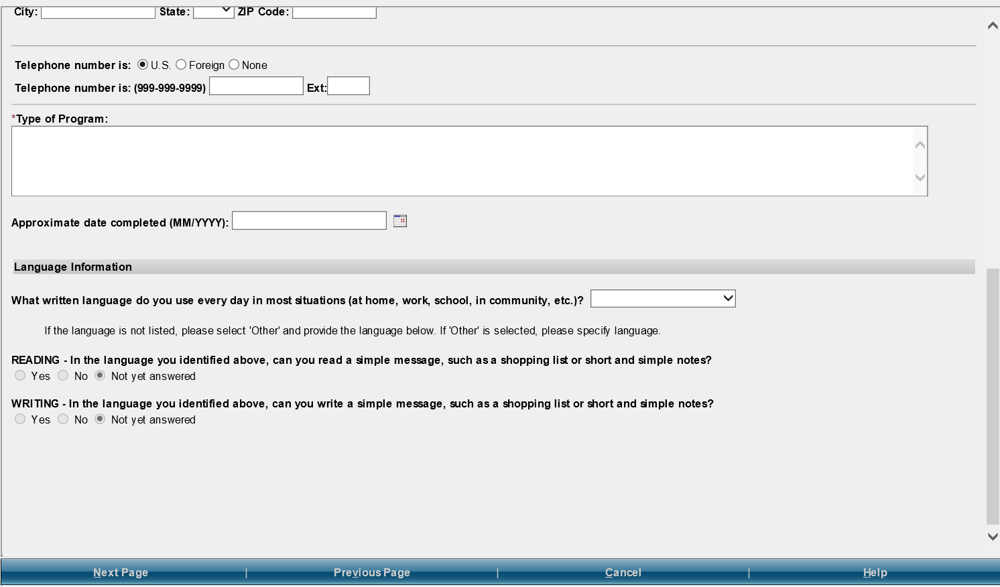 City: State: ZIP Code:
Telephone number is: U.S. Foreign None
Telephone number is: (999-999-9999) Ext:
*Type of Program:
Approximate date completed (MM/YYYY):
Language Information
What written language do you use every day in most situations (at home, work, school, in community, etc.)?
If the language is not listed, please select 'Other' and provide the language below. If 'Other' is selected, please specify language.
READING - In the language you identified above, can you read a simple message, such as a shopping list or short and simple notes?
Yes No Not yet answered
WRITING - In the language you identified above, can you write a simple message, such as a shopping list or short and simple notes?
Yes No Not yet answered
Next Page | Previous Page | Cancel | Help